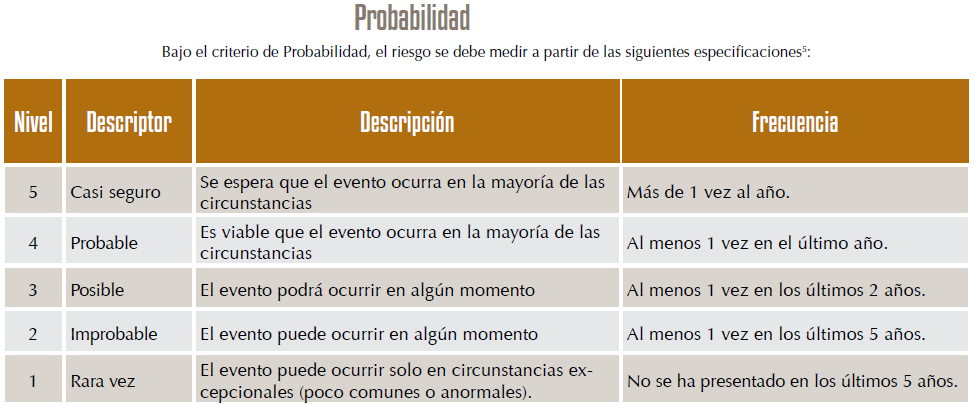 Probabilidad
Bajo el criterio de Probabilidad, el riesgo se debe medir a partir de las siguientes especificaciones⁵:
Nivel Descriptor Descripción Frecuencia
5 Casi seguro Se espera que el evento ocurra en la mayoría de las
circunstancias Más de 1 vez al año.
4 Probable Es viable que el evento ocurra en la mayoría de las
circunstancias Al menos 1 vez en el último año.
3 Posible El evento podrá ocurrir en algún momento Al menos 1 vez en los últimos 2 años.
2 Improbable El evento puede ocurrir en algún momento Al menos 1 vez en los últimos 5 años.
1 Rara vez El evento puede ocurrir solo en circunstancias ex-
cepcionales (poco comunes o anormales). No se ha presentado en los últimos 5 años.